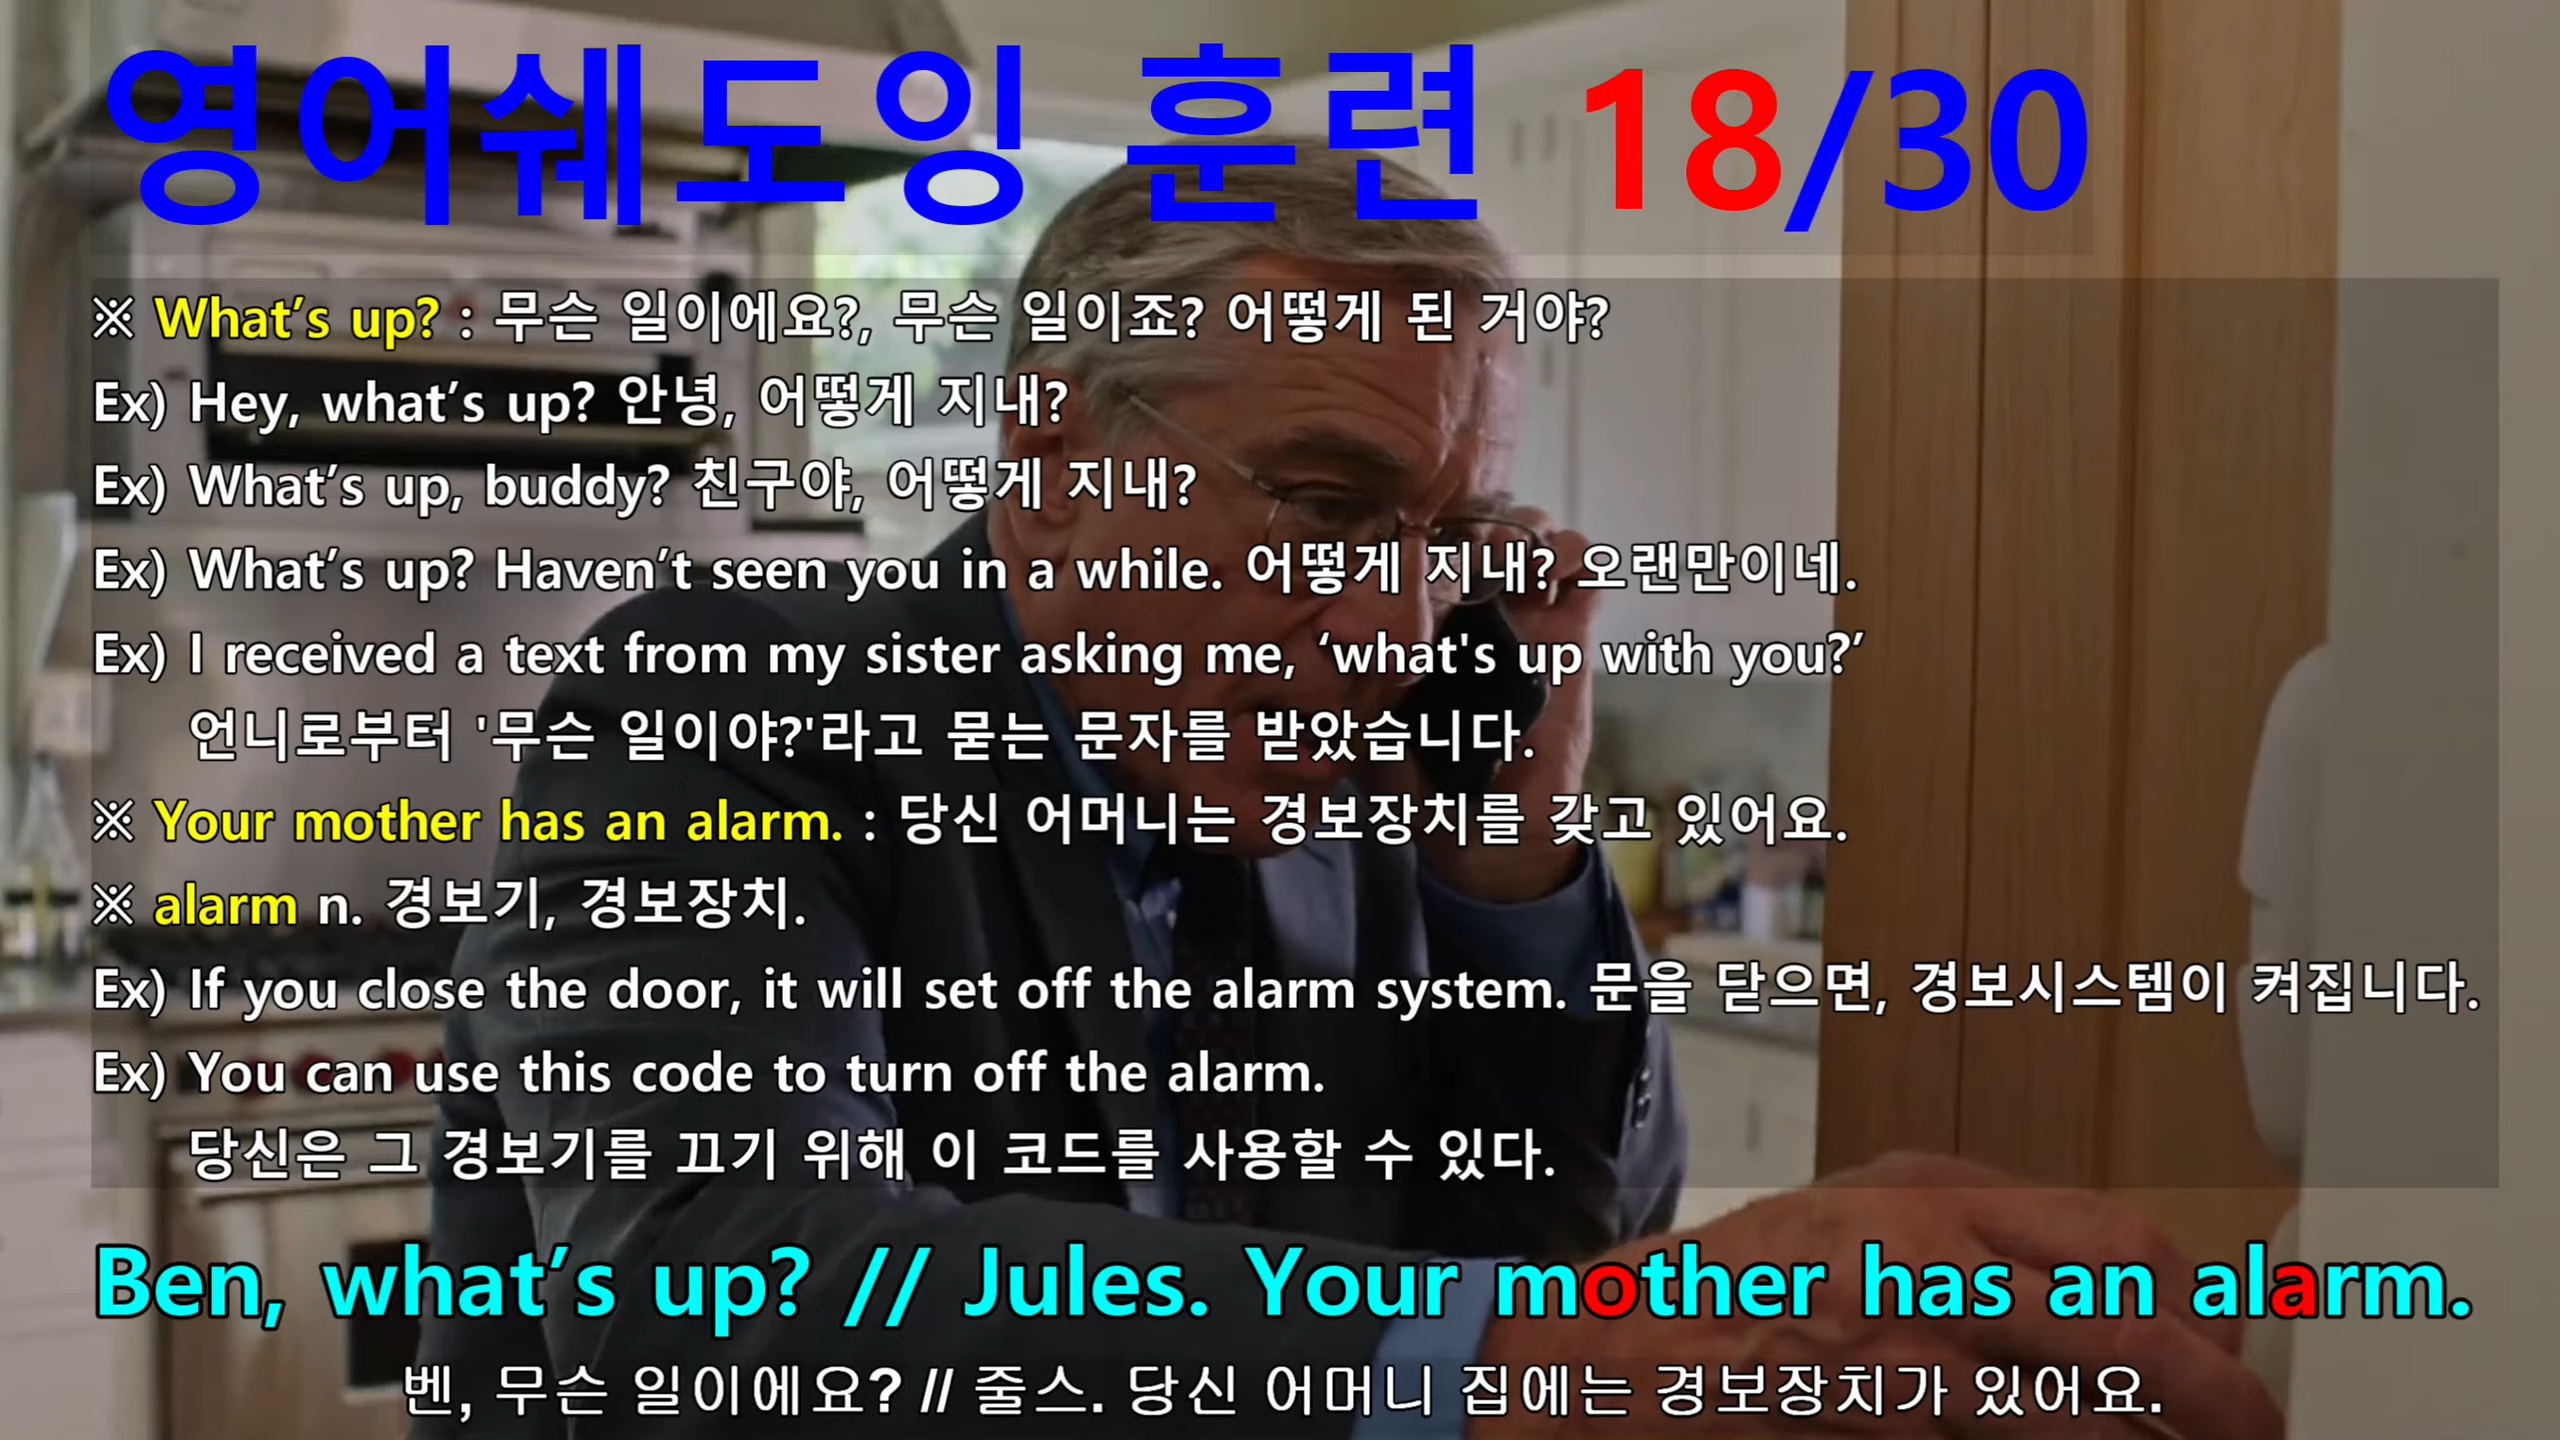 영어쉐도잉 훈련 18/30
※ What’s up? : 무슨 일이에요?, 무슨 일이죠? 어떻게 된 거야?
Ex) Hey, what’s up? 안녕, 어떻게 지내?
Ex) What’s up, buddy? 친구야, 어떻게 지내?
Ex) What’s up? Haven’t seen you in a while. 어떻게 지내? 오랜만이네.
Ex) I received a text from my sister asking me, ‘what's up with you?’
언니로부터 '무슨 일이야?'라고 묻는 문자를 받았습니다.
※ Your mother has an alarm. : 당신 어머니는 경보장치를 갖고 있어요.
※ alarm n. 경보기, 경보장치.
Ex) If you close the door, it will set off the alarm system. 문을 닫으면, 경보시스템이 켜집니다.
Ex) You can use this code to turn off the alarm.
당신은 그 경보기를 끄기 위해 이 코드를 사용할 수 있다.
Ben, what’s up? // Jules. Your mother has an alarm.
벤, 무슨 일이에요? // 줄스. 당신 어머니 집에는 경보장치가 있어요.